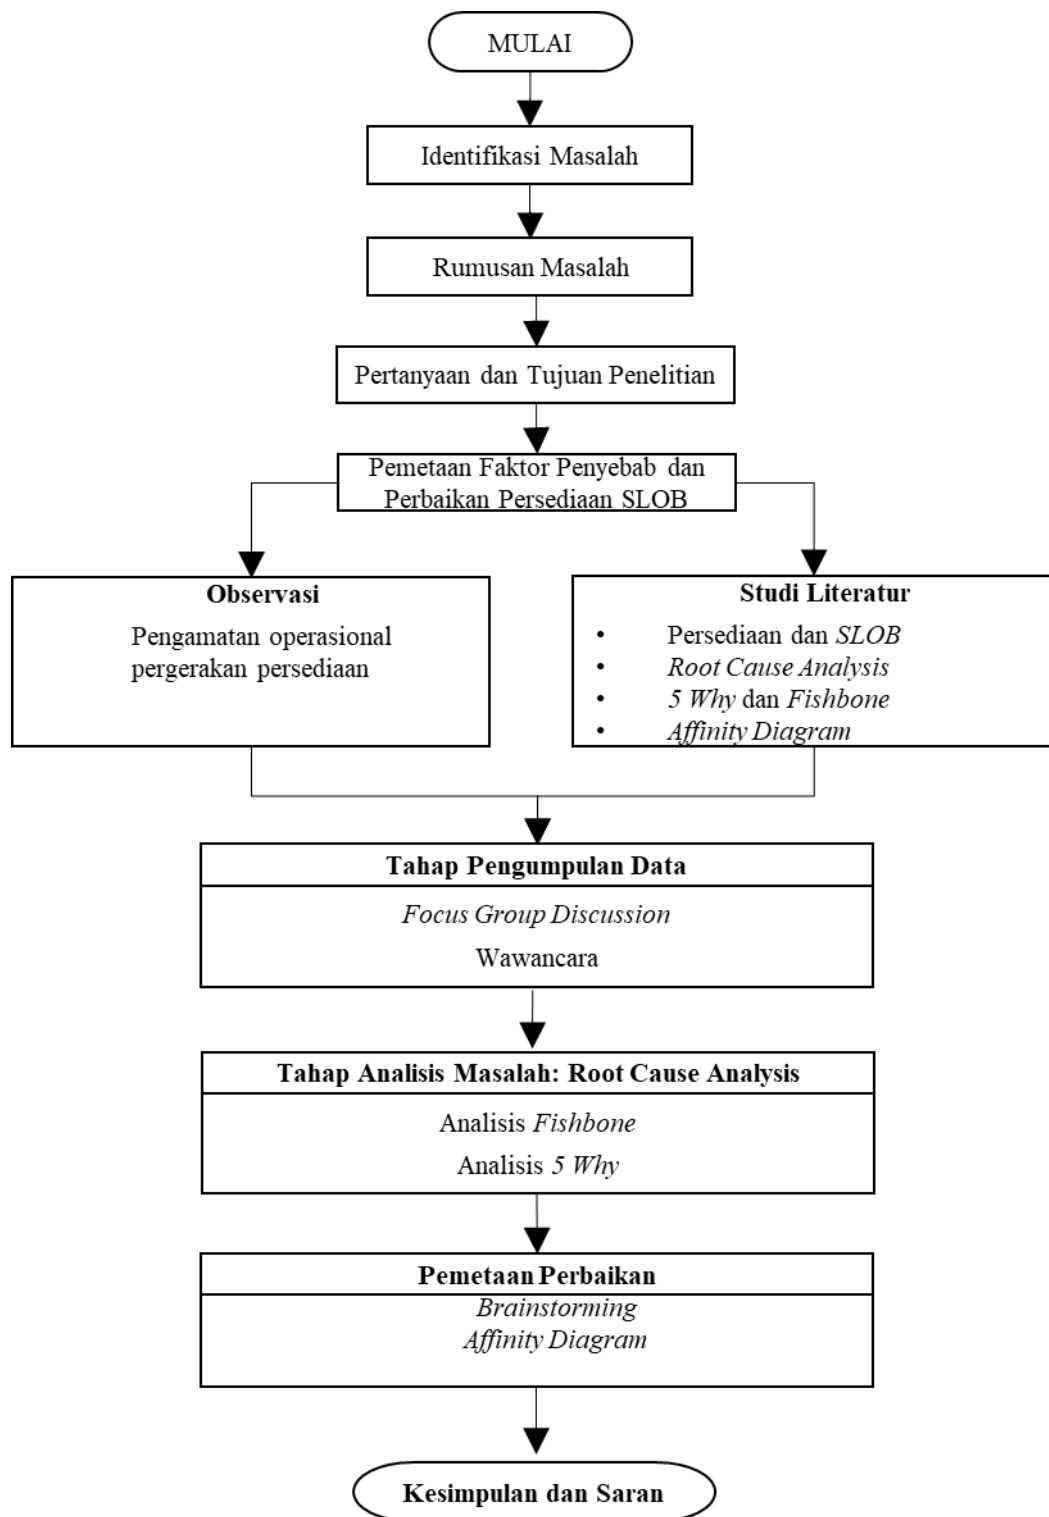 MULAI
Identifikasi Masalah
Rumusan Masalah
Pertanyaan dan Tujuan Penelitian
Pemetaan Faktor Penyebab dan
Perbaikan Persediaan SLOB
Observasi
Pengamatan operasional
pergerakan persediaan
Studi Literatur
• Persediaan dan SLOB
• Root Cause Analysis
• 5 Why dan Fishbone
• Affinity Diagram
Tahap Pengumpulan Data
Focus Group Discussion
Wawancara
Tahap Analisis Masalah: Root Cause Analysis
Analisis Fishbone
Analisis 5 Why
Pemetaan Perbaikan
Brainstorming
Affinity Diagram
Kesimpulan dan Saran